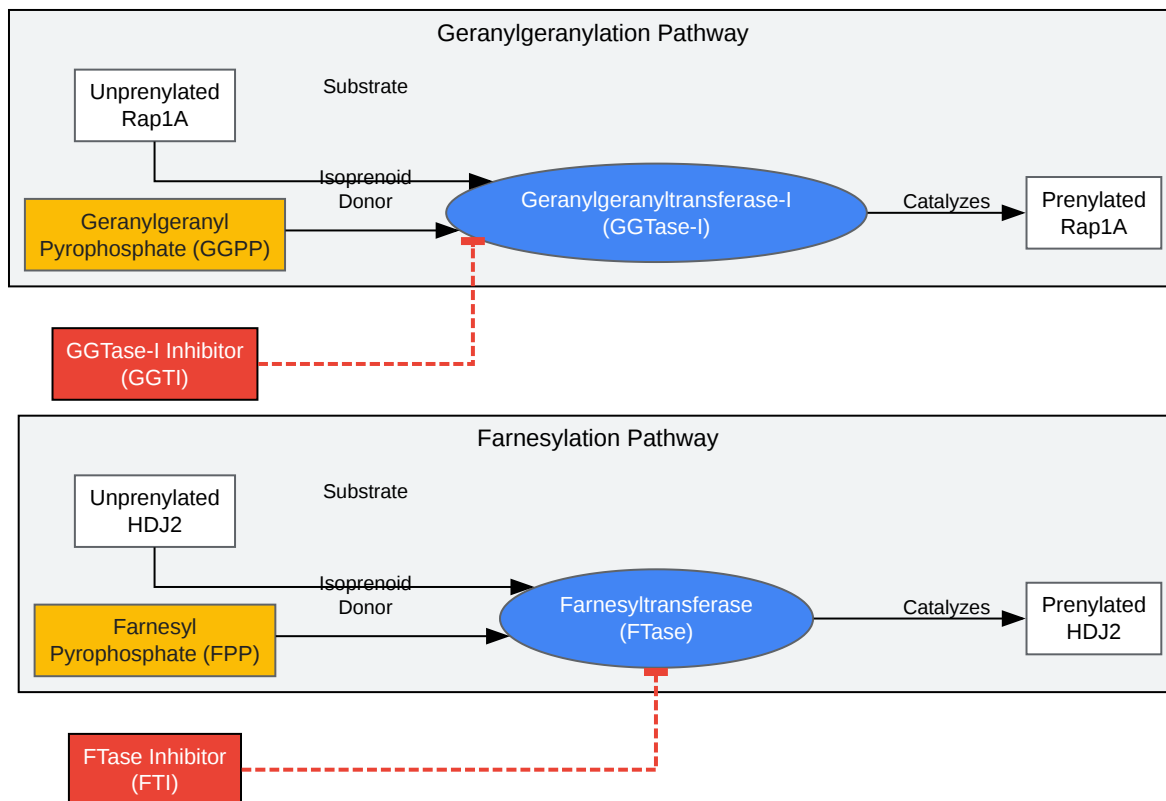 Geranylgeranylation Pathway
Unprenylated
Rap1A
Substrate
Isoprenoid
Donor
Geranylgeranyl
Pyrophosphate (GGPP)
Geranylgeranyltransferase-I
(GGTase-I)
Catalyzes
Prenylated
Rap1A
GGTase-I Inhibitor
(GGTI)
Farnesylation Pathway
Unprenylated
HDJ2
Substrate
Isoprenoid
Donor
Farnesyl
Pyrophosphate (FPP)
Farnesyltransferase
(FTase)
Catalyzes
Prenylated
HDJ2
FTase Inhibitor
(FTI)